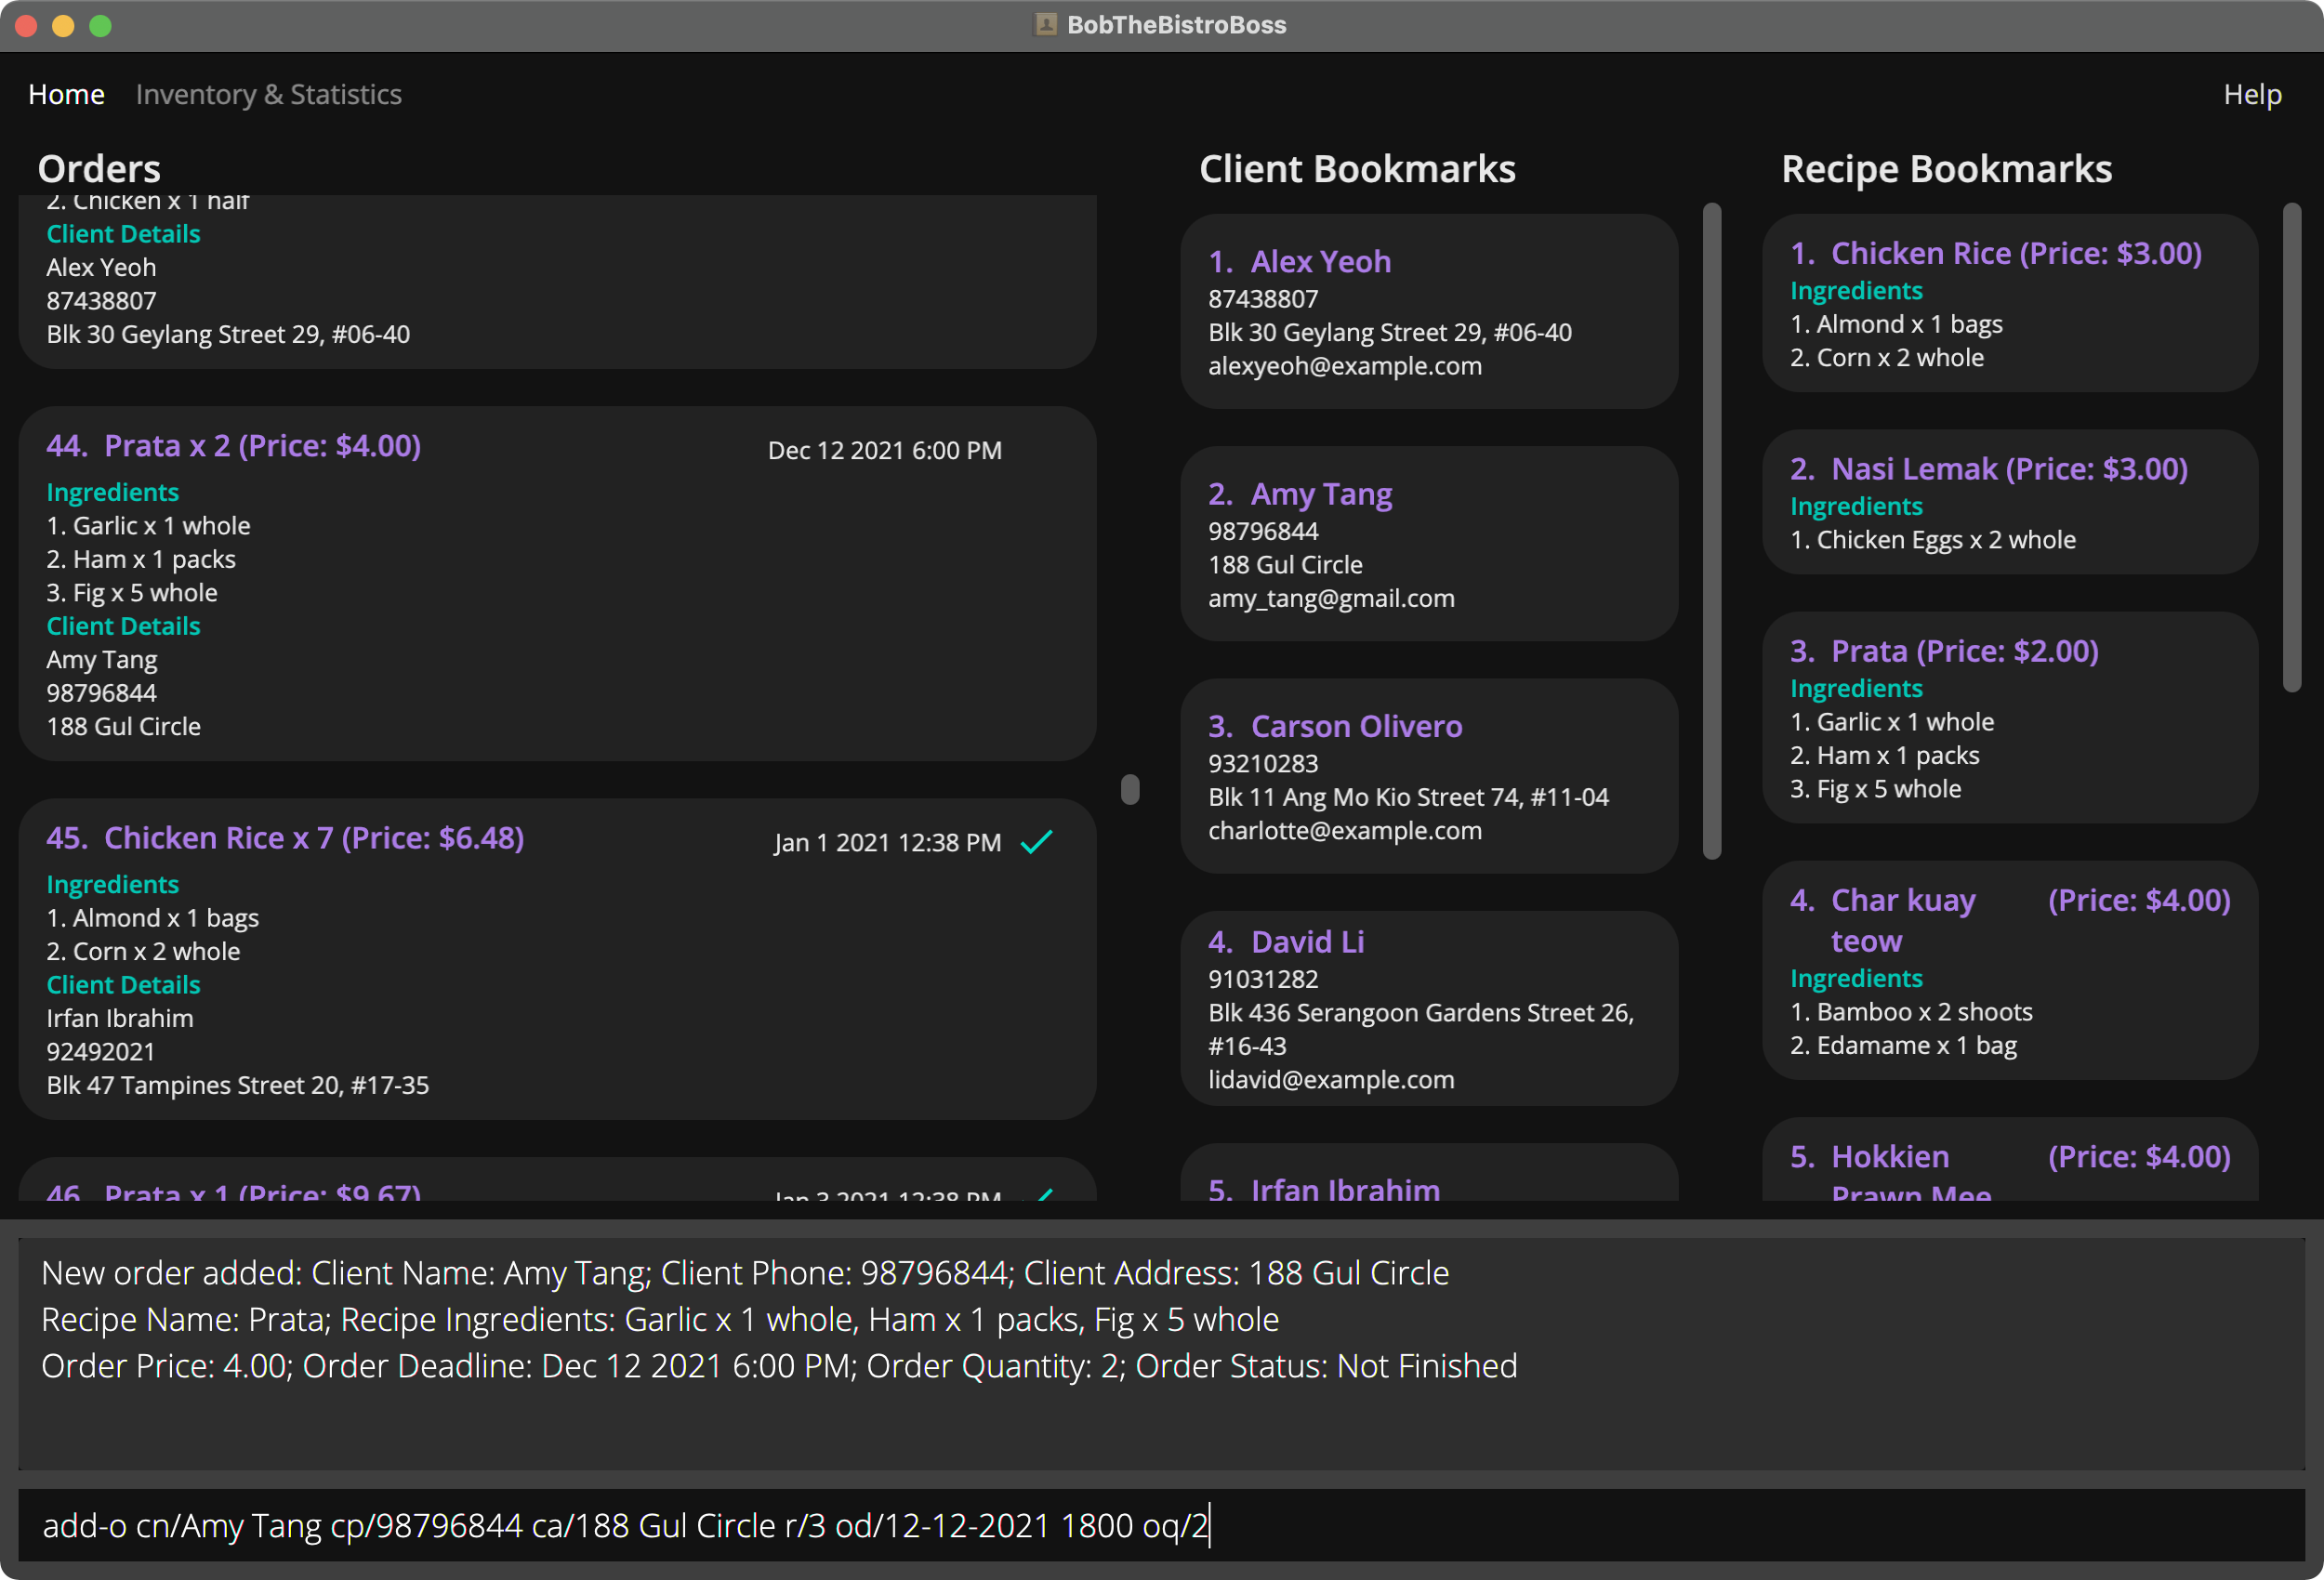 BobTheBistroBoss
Home Inventory & Statistics Help
Orders
2. Chicken x 1 half
Client Details
Alex Yeoh
87438807
Blk 30 Geylang Street 29, #06-40
44. Prata x 2 (Price: $4.00) Dec 12 2021 6:00 PM
Ingredients
1. Garlic x 1 whole
2. Ham x 1 packs
3. Fig x 5 whole
Client Details
Amy Tang
98796844
188 Gul Circle
45. Chicken Rice x 7 (Price: $6.48) Jan 1 2021 12:38 PM
Ingredients
1. Almond x 1 bags
2. Corn x 2 whole
Client Details
Irfan Ibrahim
92492021
Blk 47 Tampines Street 20, #17-35
46. Prata x 1 (Price: $9.67) Jan 3 2021 12:38 PM
Client Bookmarks
1. Alex Yeoh
87438807
Blk 30 Geylang Street 29, #06-40
alexyeoh@example.com
2. Amy Tang
98796844
188 Gul Circle
amy_tang@gmail.com
3. Carson Olivero
93210283
Blk 11 Ang Mo Kio Street 74, #11-04
charlotte@example.com
4. David Li
91031282
Blk 436 Serangoon Gardens Street 26,
#16-43
lidavid@example.com
5. Irfan Ibrahim
Recipe Bookmarks
1. Chicken Rice (Price: $3.00)
Ingredients
1. Almond x 1 bags
2. Corn x 2 whole
2. Nasi Lemak (Price: $3.00)
Ingredients
1. Chicken Eggs x 2 whole
3. Prata (Price: $2.00)
Ingredients
1. Garlic x 1 whole
2. Ham x 1 packs
3. Fig x 5 whole
4. Char kuay (Price: $4.00)
teow
Ingredients
1. Bamboo x 2 shoots
2. Edamame x 1 bag
5. Hokkien (Price: $4.00)
Prawn Mee
New order added: Client Name: Amy Tang; Client Phone: 98796844; Client Address: 188 Gul Circle
Recipe Name: Prata; Recipe Ingredients: Garlic x 1 whole, Ham x 1 packs, Fig x 5 whole
Order Price: 4.00; Order Deadline: Dec 12 2021 6:00 PM; Order Quantity: 2; Order Status: Not Finished
add-o cn/Amy Tang cp/98796844 ca/188 Gul Circle r/3 od/12-12-2021 1800 oq/2